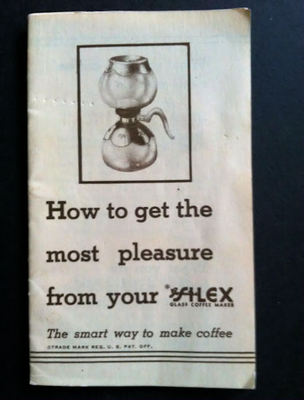 How to get the
most pleasure
from your SILEX
GLASS COFFEE MAKER
The smart way to make coffee
©TRADE MARK REG. U. S. PAT. OFF.